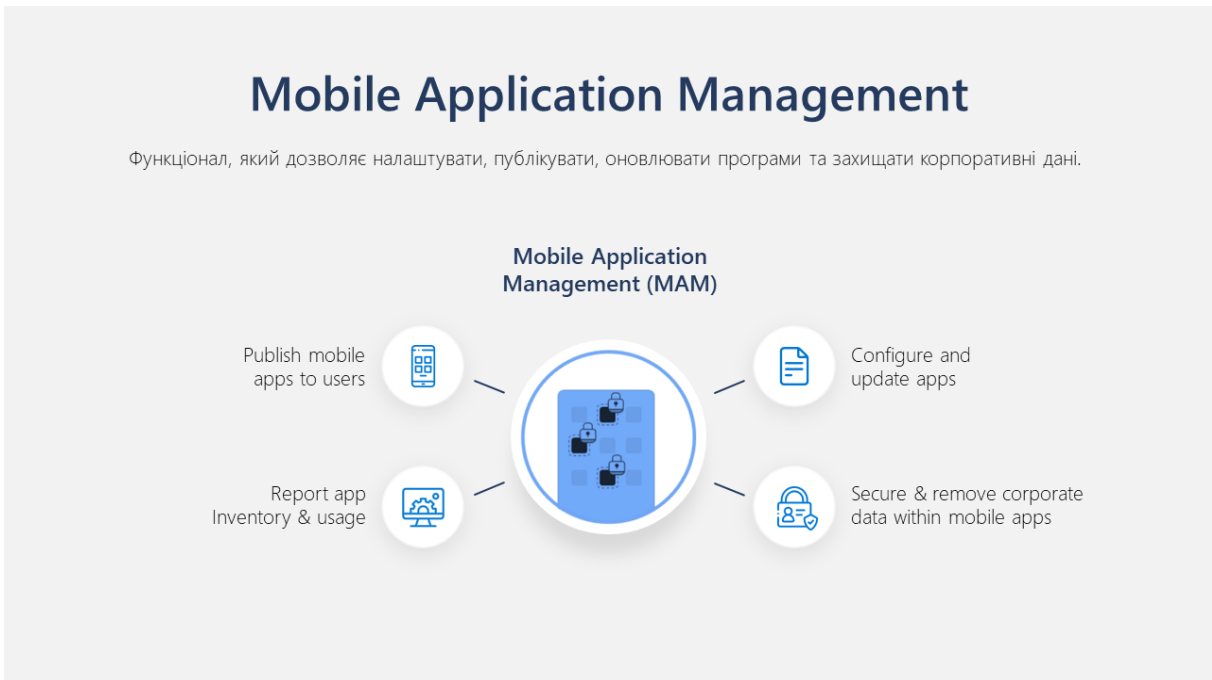 Mobile Application Management
Функціонал, який дозволяє налаштувати, публікувати, оновлювати програми та захищати корпоративні дані.
Mobile Application
Management (MAM)
Publish mobile
apps to users
Configure and
update apps
Report app
Inventory & usage
Secure & remove corporate
data within mobile apps